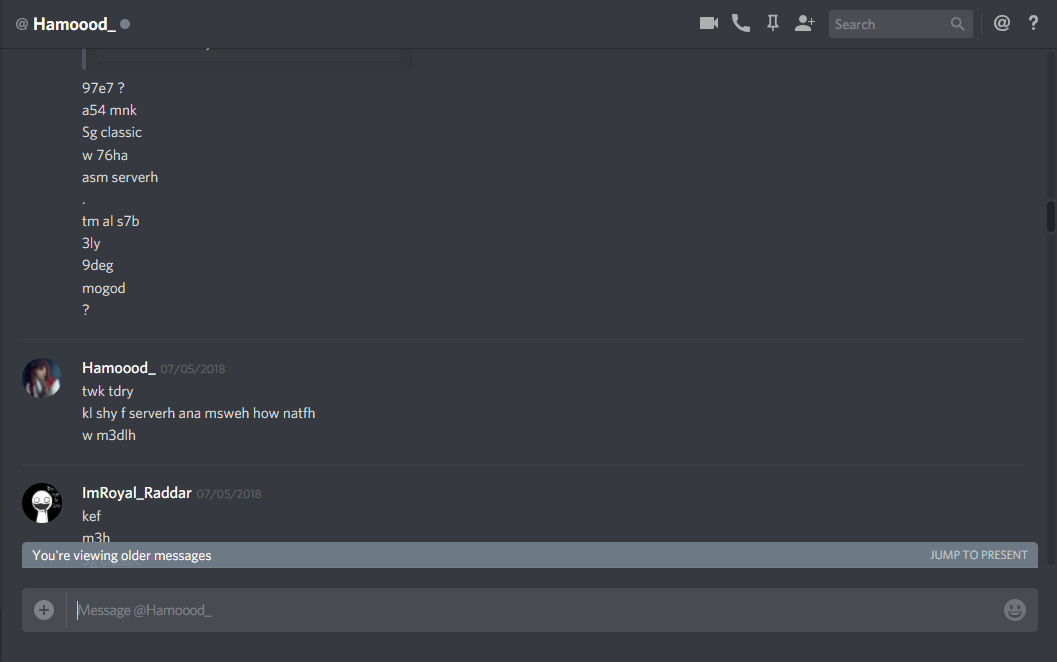 @ Hamoood_
Search
@ ?
97e7 ?
a54 mnk
Sg classic
w 76ha
asm serverh
.
tm al s7b
3ly
9deg
mogod
?
Hamoood_ 07/05/2018
twk tdry
kl shy f serverh ana msweh how natfh
w m3dlh
ImRoyal_Raddar 07/05/2018
kef
m3h
You're viewing older messages JUMP TO PRESENT
Message @Hamoood_